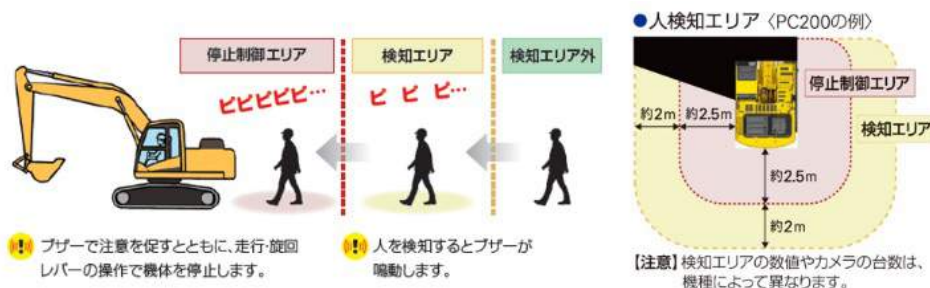 停止制御エリア
検知エリア
検知エリア外
ピピピピピ…
ピ ピ ピ…
ブザーで注意を促すとともに、走行・旋回
レバーの操作で機体を停止します。
人を検知するとブザーが
鳴動します。
●人検知エリア〈PC200の例〉
停止制御エリア
約2m
約2.5m
検知エリア
約2.5m
約2m
【注意】検知エリアの数値やカメラの台数は、
機種によって異なります。